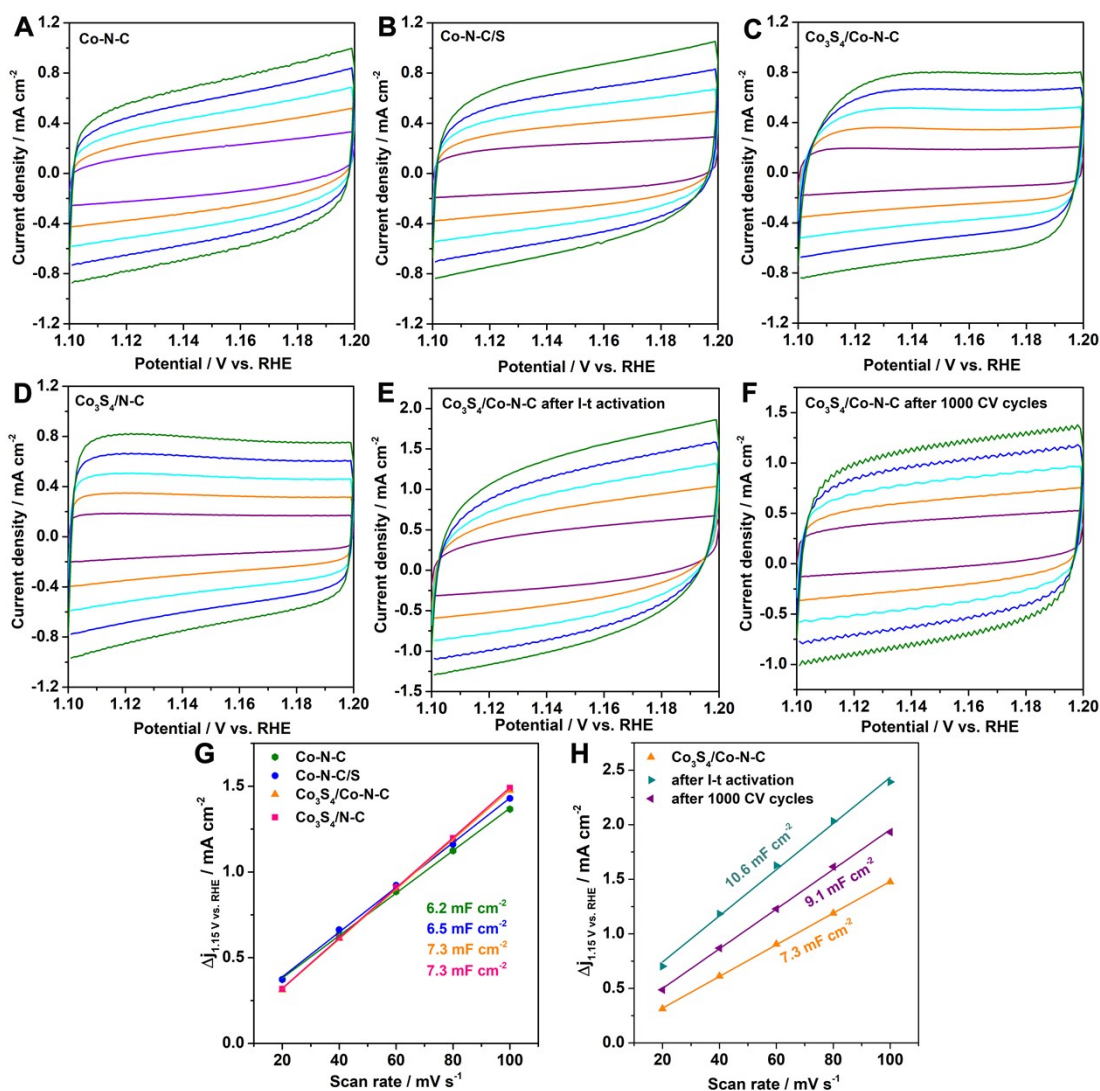 A
Co-N-C
Current density / mA cm⁻²
1.2
0.8
0.4
0.0
-0.4
-0.8
-1.2
1.10
1.12
1.14
1.16
1.18
1.20
Potential / V vs. RHE
B
Co-N-C/S
Current density / mA cm⁻²
1.2
0.8
0.4
0.0
-0.4
-0.8
-1.2
1.10
1.12
1.14
1.16
1.18
1.20
Potential / V vs. RHE
C
Co₃S₄/Co-N-C
Current density / mA cm⁻²
1.2
0.8
0.4
0.0
-0.4
-0.8
-1.2
1.10
1.12
1.14
1.16
1.18
1.20
Potential / V vs. RHE
D
Co₃S₄/N-C
Current density / mA cm⁻²
1.2
0.8
0.4
0.0
-0.4
-0.8
-1.2
1.10
1.12
1.14
1.16
1.18
1.20
Potential / V vs. RHE
E
Co₃S₄/Co-N-C after I-t activation
Current density / mA cm⁻²
2.0
1.5
1.0
0.5
0.0
-0.5
-1.0
-1.5
1.10
1.12
1.14
1.16
1.18
1.20
Potential / V vs. RHE
F
Co₃S₄/Co-N-C after 1000 CV cycles
Current density / mA cm⁻²
1.5
1.0
0.5
0.0
-0.5
-1.0
1.10
1.12
1.14
1.16
1.18
1.20
Potential / V vs. RHE
G
Co-N-C
Co-N-C/S
Co₃S₄/Co-N-C
Co₃S₄/N-C
Δj₁.₁₅ V vs. RHE / mA cm⁻²
1.5
1.0
0.5
0.0
6.2 mF cm⁻²
6.5 mF cm⁻²
7.3 mF cm⁻²
7.3 mF cm⁻²
20
40
60
80
100
Scan rate / mV s⁻¹
H
Co₃S₄/Co-N-C
after I-t activation
after 1000 CV cycles
Δj₁.₁₅ V vs. RHE / mA cm⁻²
2.5
2.0
1.5
1.0
0.5
0.0
10.6 mF cm⁻²
9.1 mF cm⁻²
7.3 mF cm⁻²
20
40
60
80
100
Scan rate / mV s⁻¹